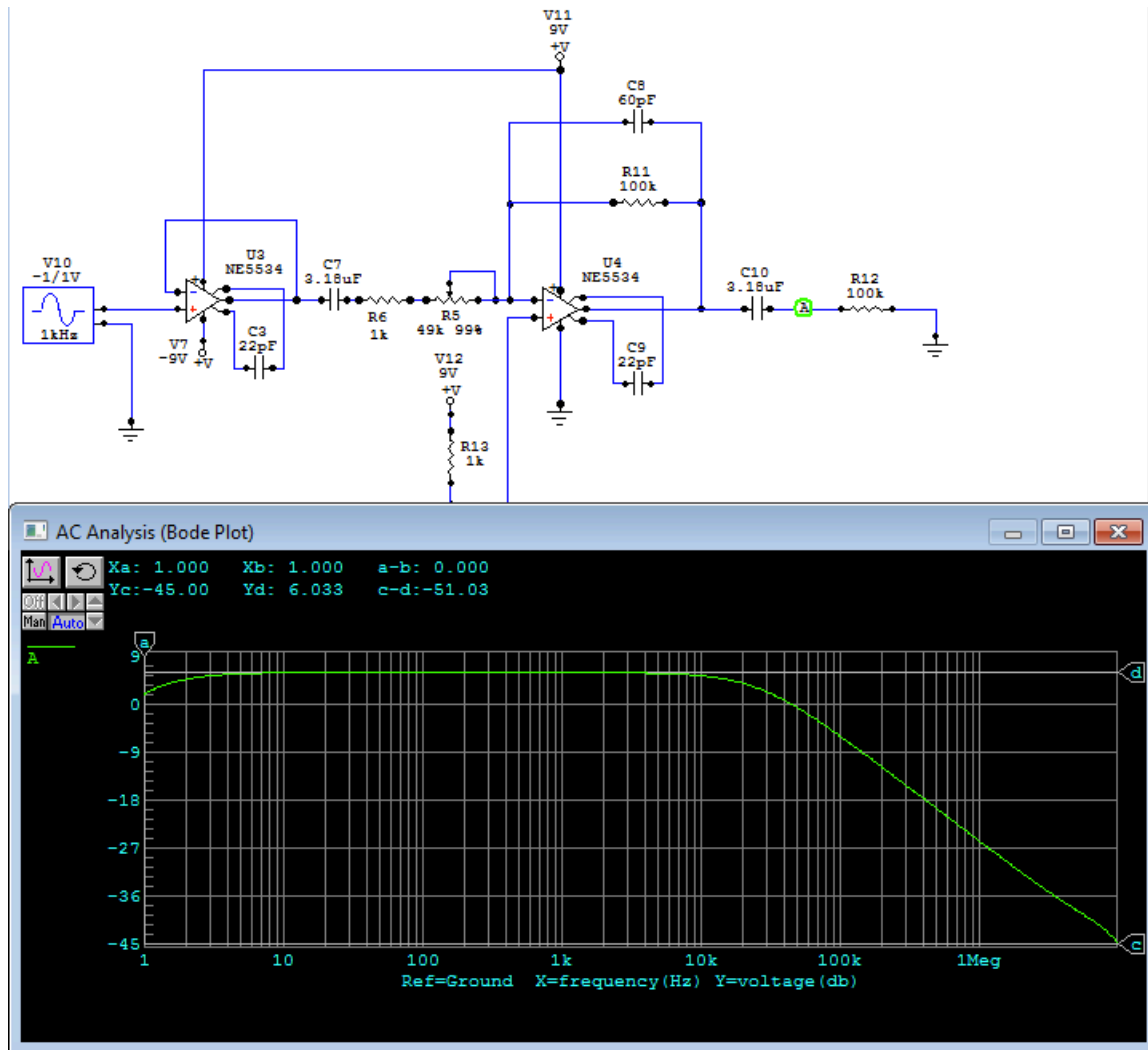 V11
9V
+V
C8
60pF
R11
100k
V10
-1/1V
1kHz
U3
NE5534
C7
3.18uF
R6
1k
R5
49k 99%
U4
NE5534
C10
3.18uF
A
R12
100k
V7
-9V +V
C3
22pF
V12
9V
+V
C9
22pF
R13
1k
AC Analysis (Bode Plot)
Xa: 1.000 Xb: 1.000 a-b: 0.000
Yc:-45.00 Yd: 6.033 c-d:-51.03
Off
Man Auto
A
a
9
d
0
-9
-18
-27
-36
-45
c
1 10 100 1k 10k 100k 1Meg
Ref=Ground X=frequency(Hz) Y=voltage(db)